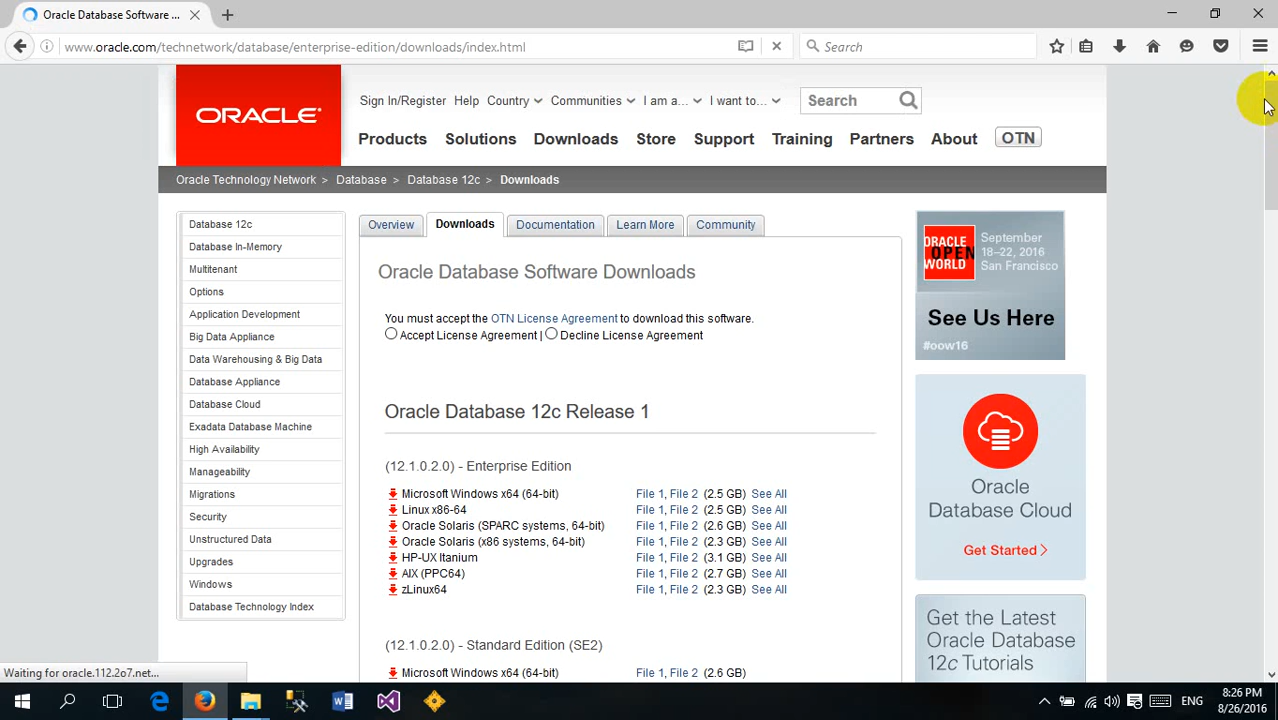 Oracle Database Software ...
www.oracle.com/technetwork/database/enterprise-edition/downloads/index.html
Search
ORACLE
Sign In/Register Help Country Communities I am a... I want to... Search
Products Solutions Downloads Store Support Training Partners About OTN
Oracle Technology Network > Database > Database 12c > Downloads
Database 12c
Database In-Memory
Multitenant
Options
Application Development
Big Data Appliance
Data Warehousing & Big Data
Database Appliance
Database Cloud
Exadata Database Machine
High Availability
Manageability
Migrations
Security
Unstructured Data
Upgrades
Windows
Database Technology Index
Overview Downloads Documentation Learn More Community
Oracle Database Software Downloads
You must accept the OTN License Agreement to download this software.
Accept License Agreement | Decline License Agreement
Oracle Database 12c Release 1
(12.1.0.2.0) - Enterprise Edition
Microsoft Windows x64 (64-bit) File 1, File 2 (2.5 GB) See All
Linux x86-64 File 1, File 2 (2.5 GB) See All
Oracle Solaris (SPARC systems, 64-bit) File 1, File 2 (2.6 GB) See All
Oracle Solaris (x86 systems, 64-bit) File 1, File 2 (2.3 GB) See All
HP-UX Itanium File 1, File 2 (3.1 GB) See All
AIX (PPC64) File 1, File 2 (2.7 GB) See All
zLinux64 File 1, File 2 (2.3 GB) See All
(12.1.0.2.0) - Standard Edition (SE2)
Microsoft Windows x64 (64-bit) File 1, File 2 (2.6 GB)
ORACLE
OPEN
WORLD
September
18–22, 2016
San Francisco
See Us Here
#oow16
Oracle
Database Cloud
Get Started >
Get the Latest
Oracle Database
12c Tutorials
Waiting for oracle.112.2o7.net...
ENG
8:26 PM
8/26/2016